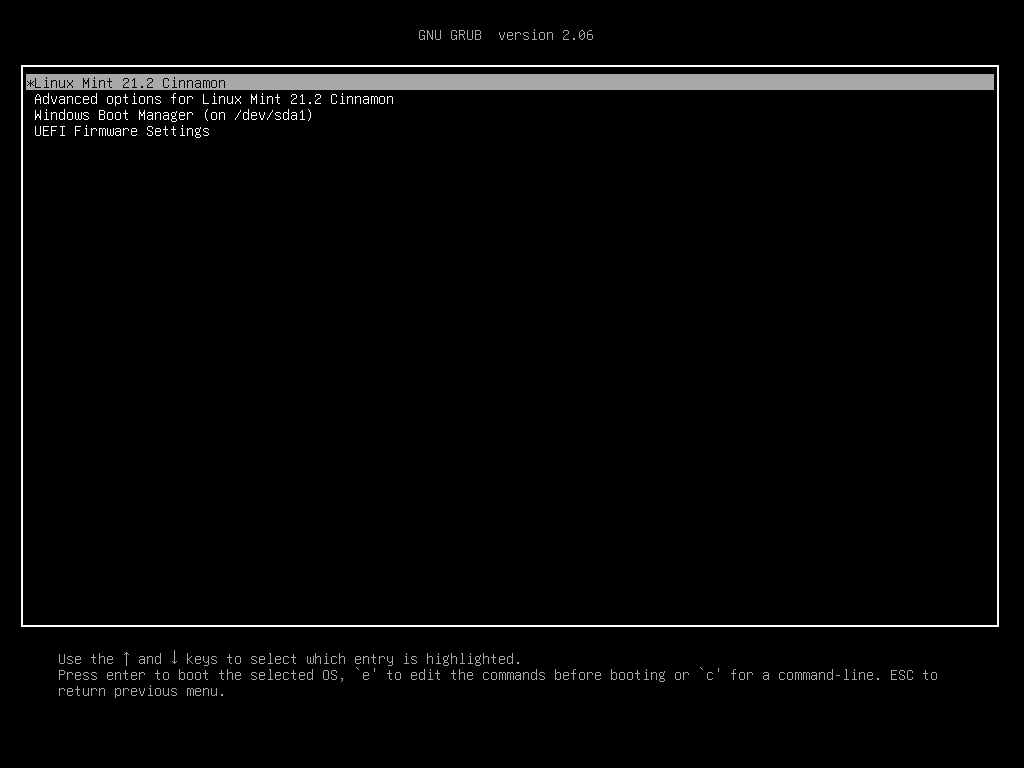 GNU GRUB  version 2.06
*Linux Mint 21.2 Cinnamon
Advanced options for Linux Mint 21.2 Cinnamon
Windows Boot Manager (on /dev/sda1)
UEFI Firmware Settings
Use the ↑ and ↓ keys to select which entry is highlighted.
Press enter to boot the selected OS, `e' to edit the commands before booting or `c' for a command-line. ESC to
return previous menu.